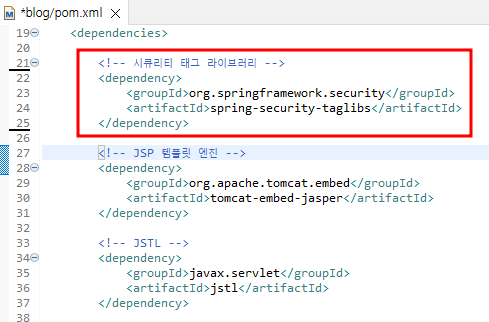 *blog/pom.xml
19 <dependencies>
20
21 <!-- 시큐리티 태그 라이브러리 -->
22 <dependency>
23 <groupId>org.springframework.security</groupId>
24 <artifactId>spring-security-taglibs</artifactId>
25 </dependency>
26
27 <!-- JSP 템플릿 엔진 -->
28 <dependency>
29 <groupId>org.apache.tomcat.embed</groupId>
30 <artifactId>tomcat-embed-jasper</artifactId>
31 </dependency>
32
33 <!-- JSTL -->
34 <dependency>
35 <groupId>javax.servlet</groupId>
36 <artifactId>jstl</artifactId>
37 </dependency>
38